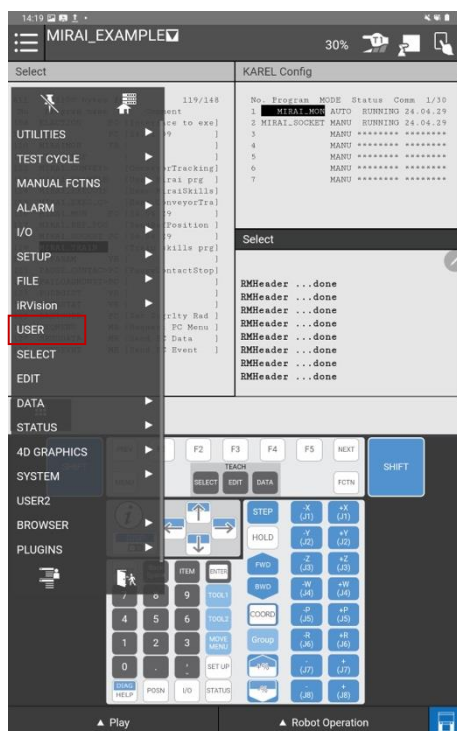 14:19
MIRAI_EXAMPLE
30%
T1
Select
KAREL Config
119/148
No. Program MODE Status Comm 1/30
1 MIRAI_MON AUTO RUNNING 24.04.29
2 MIRAI_SOCKET MANU RUNNING 24.04.29
3 MANU ******** ********
4 MANU ******** ********
5 MANU ******** ********
6 MANU ******** ********
7 MANU ******** ********
UTILITIES
TEST CYCLE
MANUAL FCTNS
ALARM
I/O
SETUP
FILE
iRVision
USER
SELECT
EDIT
DATA
STATUS
4D GRAPHICS
SYSTEM
USER2
BROWSER
PLUGINS
Select
RMHeader ...done
RMHeader ...done
RMHeader ...done
RMHeader ...done
RMHeader ...done
RMHeader ...done
RMHeader ...done
RMHeader ...done
F2 F3 F4 F5 NEXT
SHIFT
TEACH
SELECT EDIT DATA FCTN
STEP -X (J1) +X (J1)
HOLD -Y (J2) +Y (J2)
ITEM ENTER FWD -Z (J3) +Z (J3)
7 8 9 TOOL1 BWD -W (J4) +W (J4)
4 5 6 TOOL2 COORD -P (J5) +P (J5)
1 2 3 MOVE MENU Group -R (J6) +R (J6)
0 . SET UP +% - (J7) + (J7)
DIAG HELP POSN I/O STATUS -% - (J8) + (J8)
Play
Robot Operation